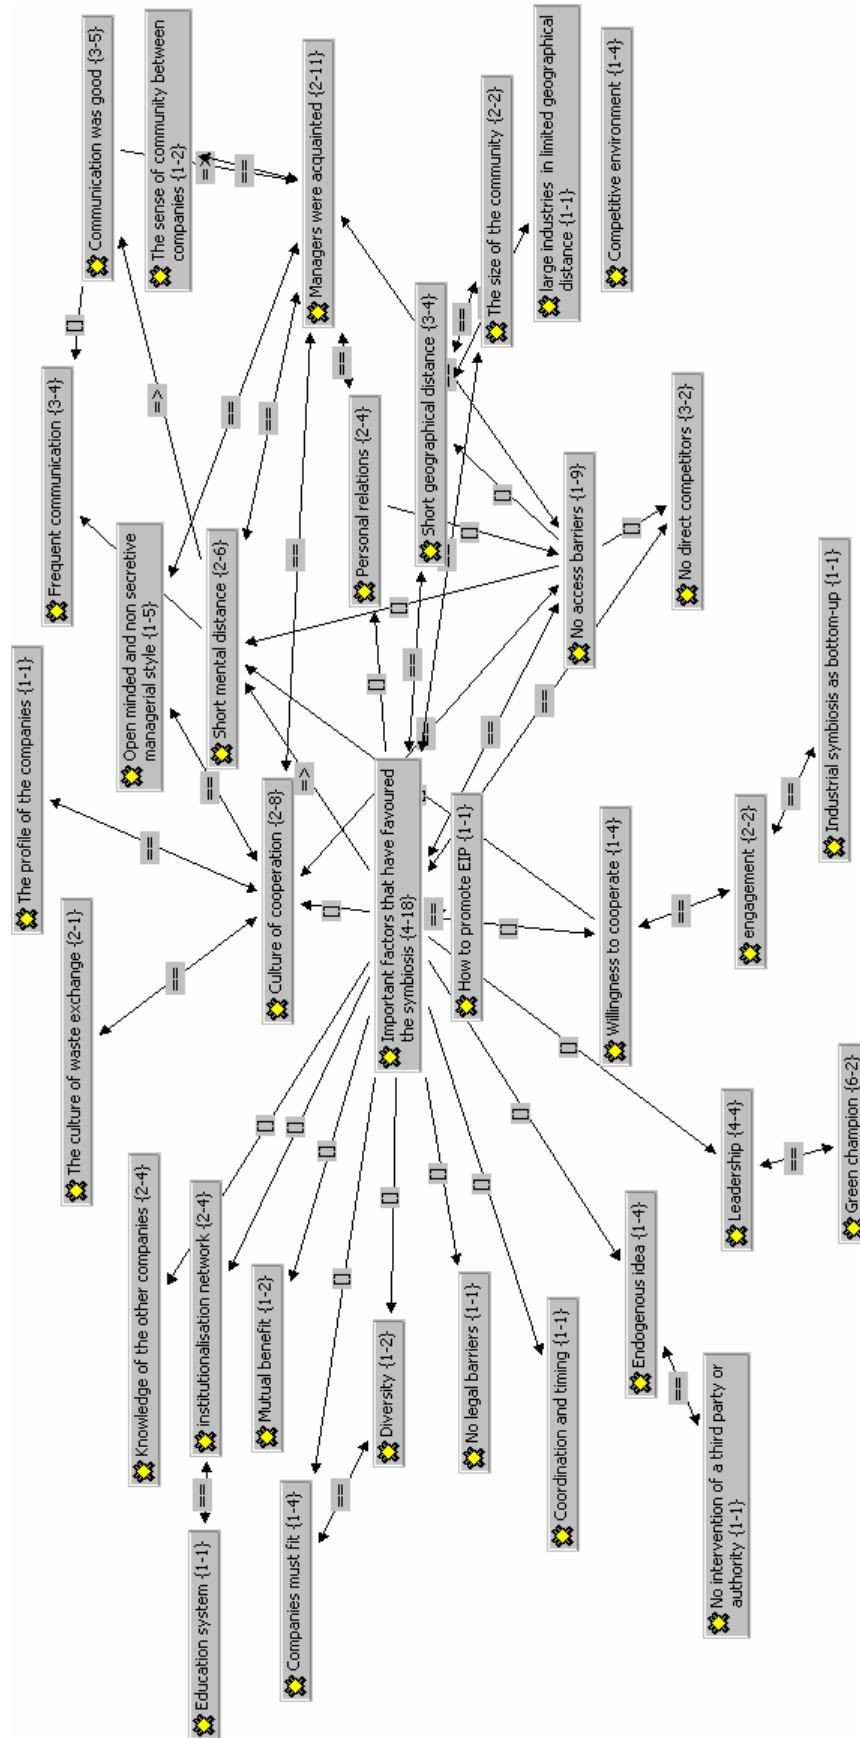 The profile of the companies {1-1}
Frequent communication {3-4}
The culture of waste exchange {2-1}
[]
Communication was good {3-5}
Knowledge of the other companies {2-4}
==
Open minded and non secretive
managerial style {1-5}
=>
The sense of community between
companies {1-2}
==
Education system {1-1}
==
institutionalisation network {2-4}
==
Short mental distance {2-6}
==
=>
==
Mutual benefit {1-2}
[]
Culture of cooperation {2-8}
==
Companies must fit {1-4}
[]
=>
==
Managers were acquainted {2-11}
[]
[]
==
[]
==
[]
Personal relations {2-4}
Diversity {1-2}
[]
Important factors that have favoured
the symbiosis {4-18}
==
==
Short geographical distance {3-4}
[]
==
==
==
No legal barriers {1-1}
How to promote EIP {1-1}
[]
==
[]
==
The size of the community {2-2}
[]
[]
[]
==
large industries in limited geographical
distance {1-1}
Coordination and timing {1-1}
[]
No access barriers {1-9}
Willingness to cooperate {1-4}
Competitive environment {1-4}
Endogenous idea {1-4}
[]
==
==
No direct competitors {3-2}
No intervention of a third party or
authority {1-1}
Leadership {4-4}
engagement {2-2}
==
==
Industrial symbiosis as bottom-up {1-1}
Green champion {6-2}